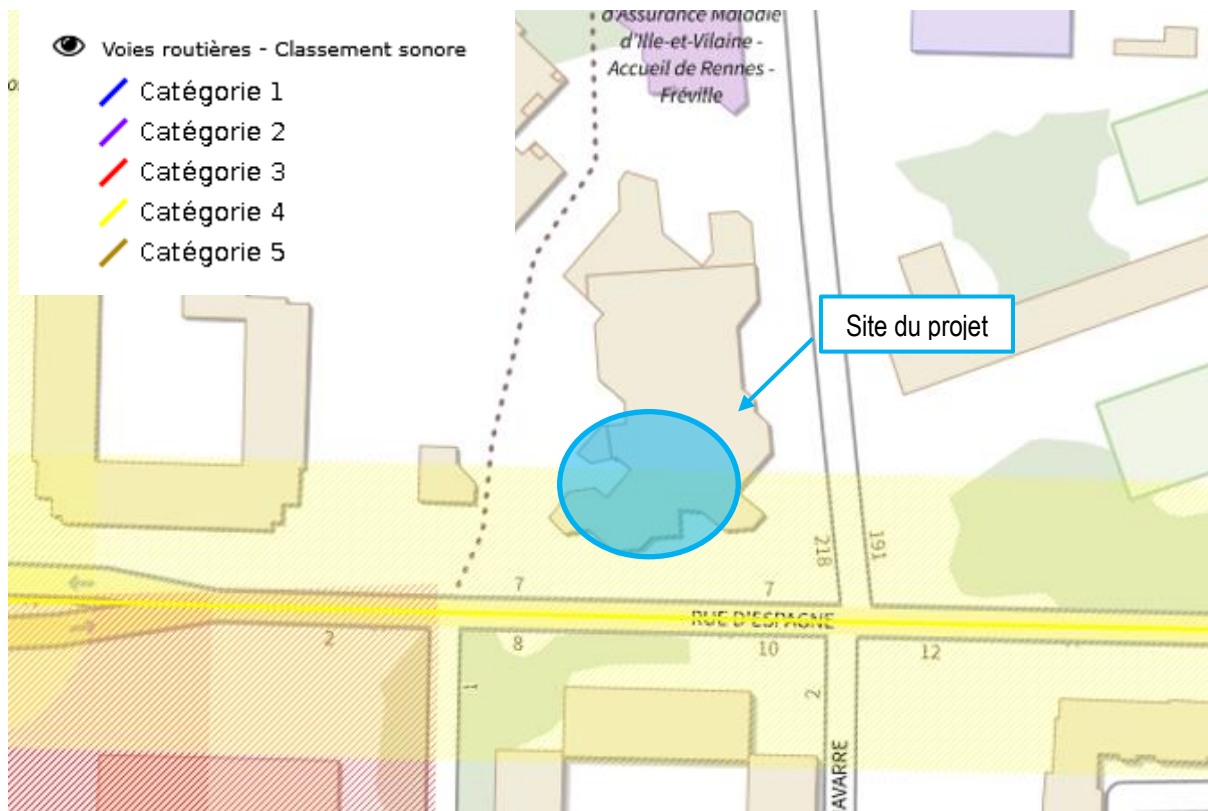 Voies routières - Classement sonore
Catégorie 1
Catégorie 2
Catégorie 3
Catégorie 4
Catégorie 5
d'Assurance Maladie
d'Ille-et-Vilaine -
Accueil de Rennes -
Fréville
Site du projet
218
191
7
7
RUE D'ESPAGNE
2
8
10
12
1
2
AVARRE